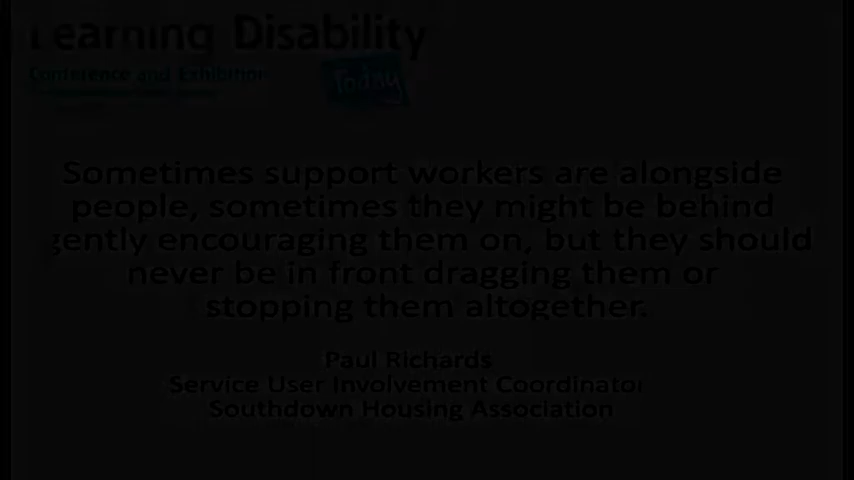 Learning Disability
Conference and Exhibition
Today
Sometimes support workers are alongside
people, sometimes they might be behind
gently encouraging them on, but they should
never be in front dragging them or
stopping them altogether.
Paul Richards
Service User Involvement Coordinator
Southdown Housing Association